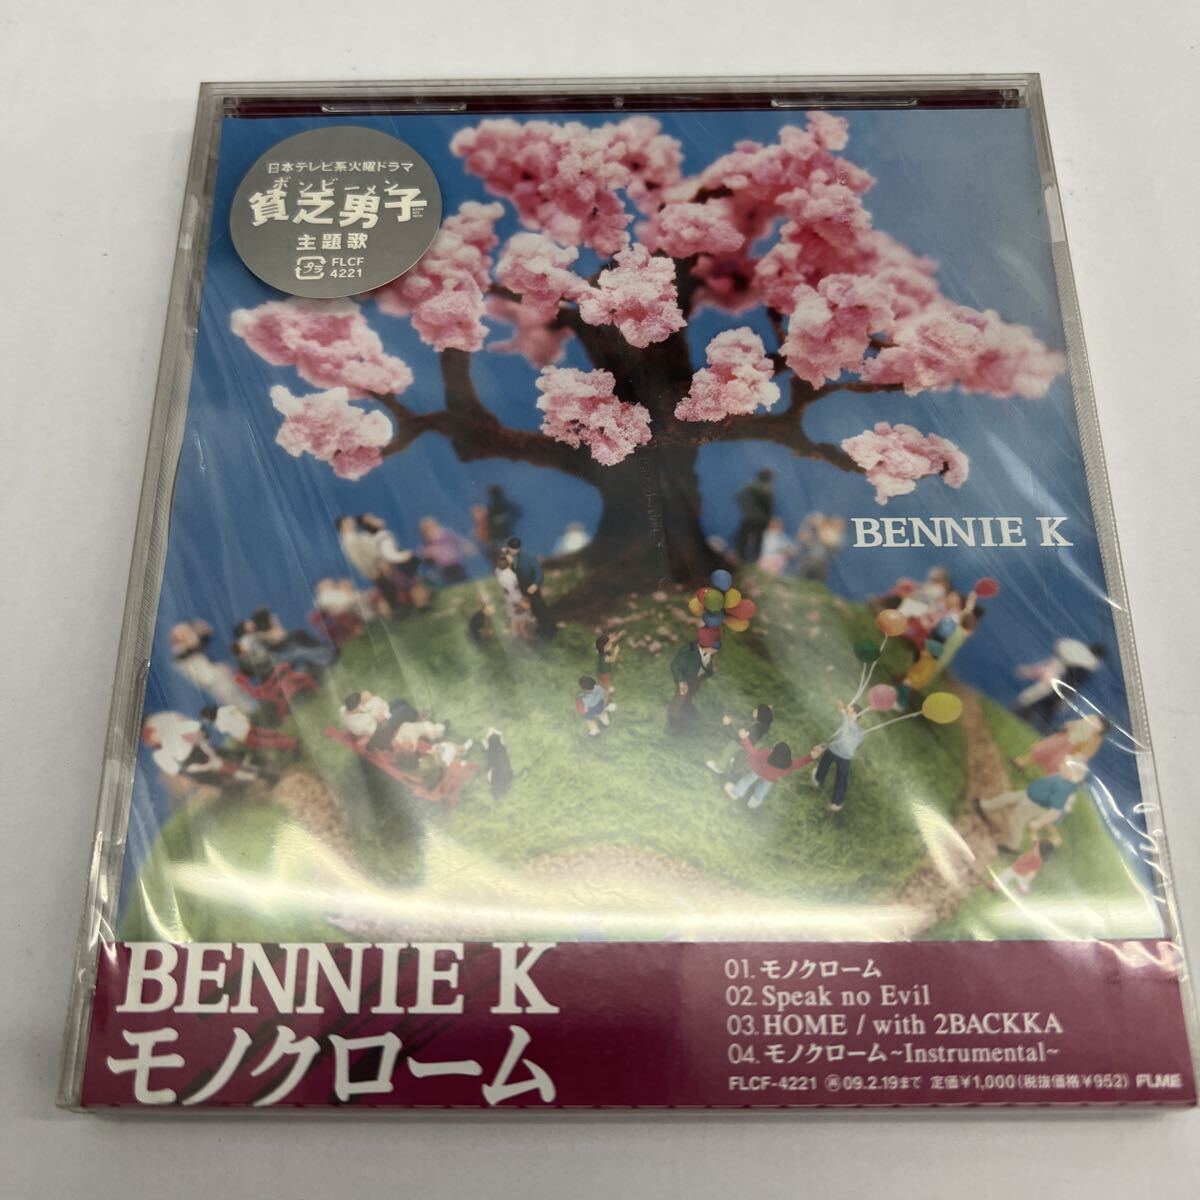 日本テレビ系火曜ドラマ
ボンビーメン
貧乏男子
主題歌
プラ FLCF
4221
BENNIE K
BENNIE K
モノクローム
01. モノクローム
02. Speak no Evil
03. HOME / with 2BACKKA
04. モノクローム~Instrumental~
FLCF-4221 Ⓡ09.2.19まで 定価¥1,000(税抜価格¥952) FLME